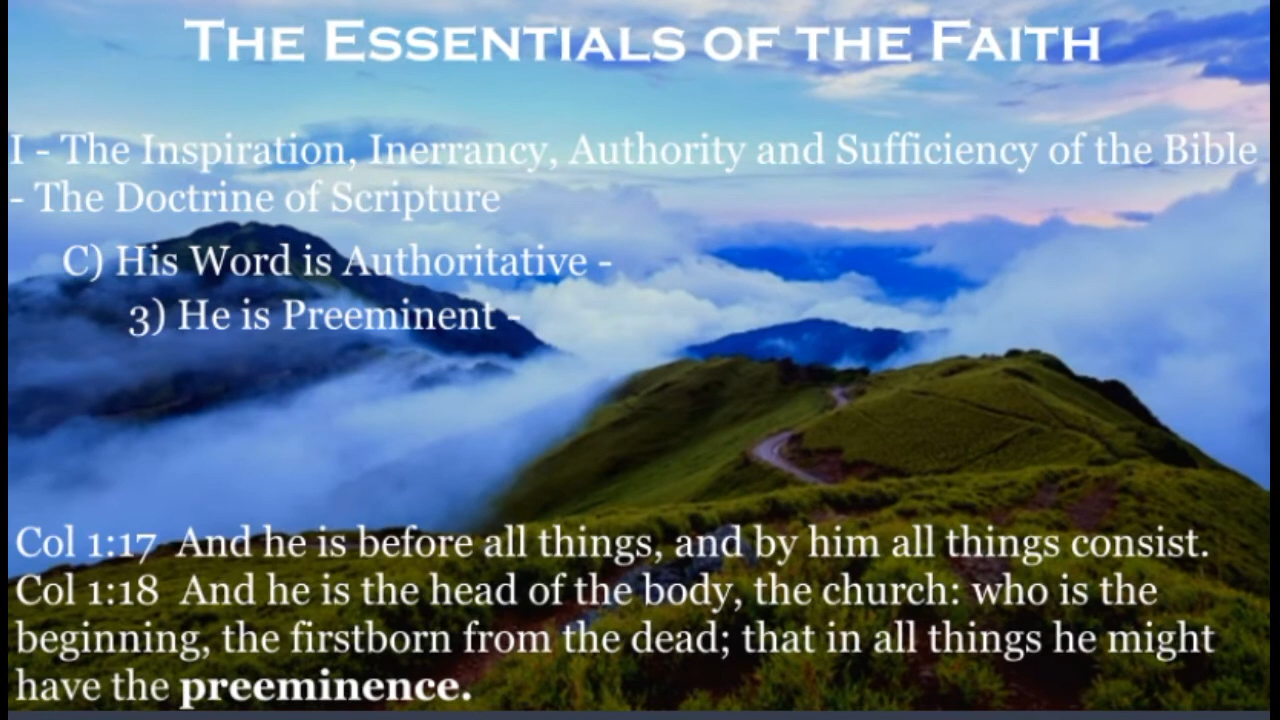 The Essentials of the Faith
I - The Inspiration, Inerrancy, Authority and Sufficiency of the Bible
- The Doctrine of Scripture
C) His Word is Authoritative -
3) He is Preeminent -
Col 1:17  And he is before all things, and by him all things consist.
Col 1:18  And he is the head of the body, the church: who is the
beginning, the firstborn from the dead; that in all things he might
have the preeminence.